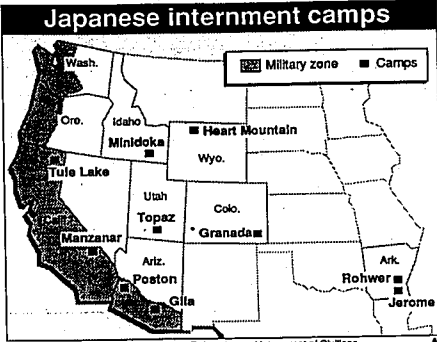 Japanese internment camps
Military zone
Camps
Wash.
Ore.
Idaho
Minidoka
Heart Mountain
Wyo.
Tule Lake
Utah
Topaz
Colo.
Granada
Calif.
Manzanar
Ariz.
Poston
Gila
Ark.
Rohwer
Jerome